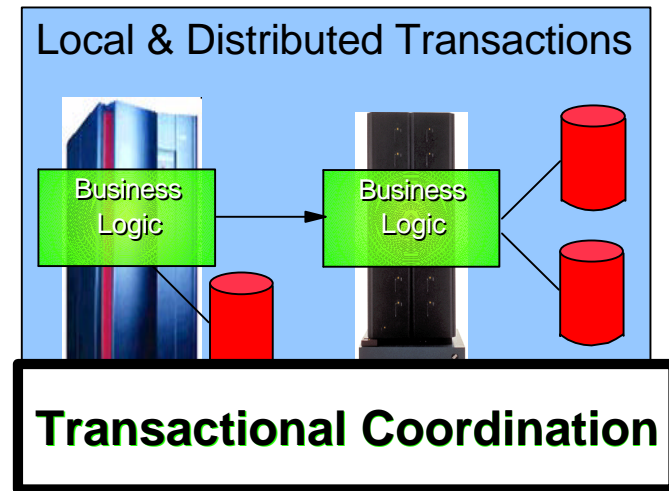 Local & Distributed Transactions
Business
Logic
Business
Logic
Transactional Coordination